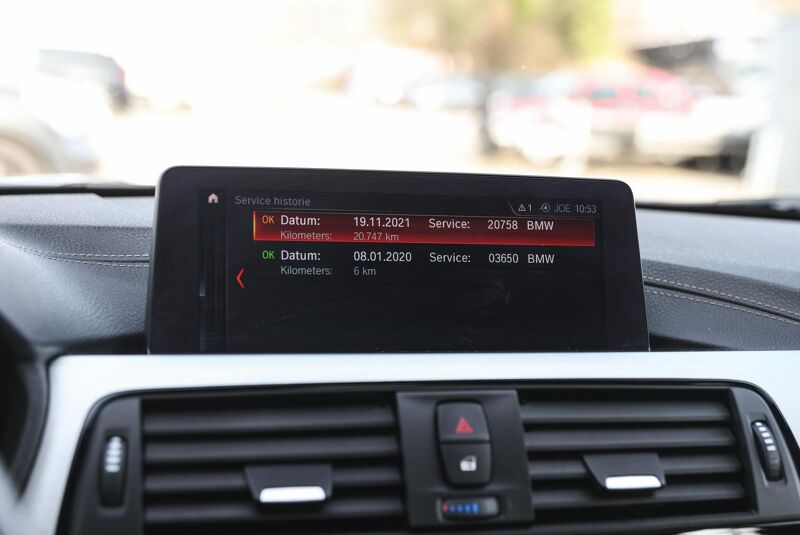 Service historie
1 JOE 10:53
OK Datum: 19.11.2021 Service: 20758 BMW
Kilometers: 20.747 km
OK Datum: 08.01.2020 Service: 03650 BMW
Kilometers: 6 km